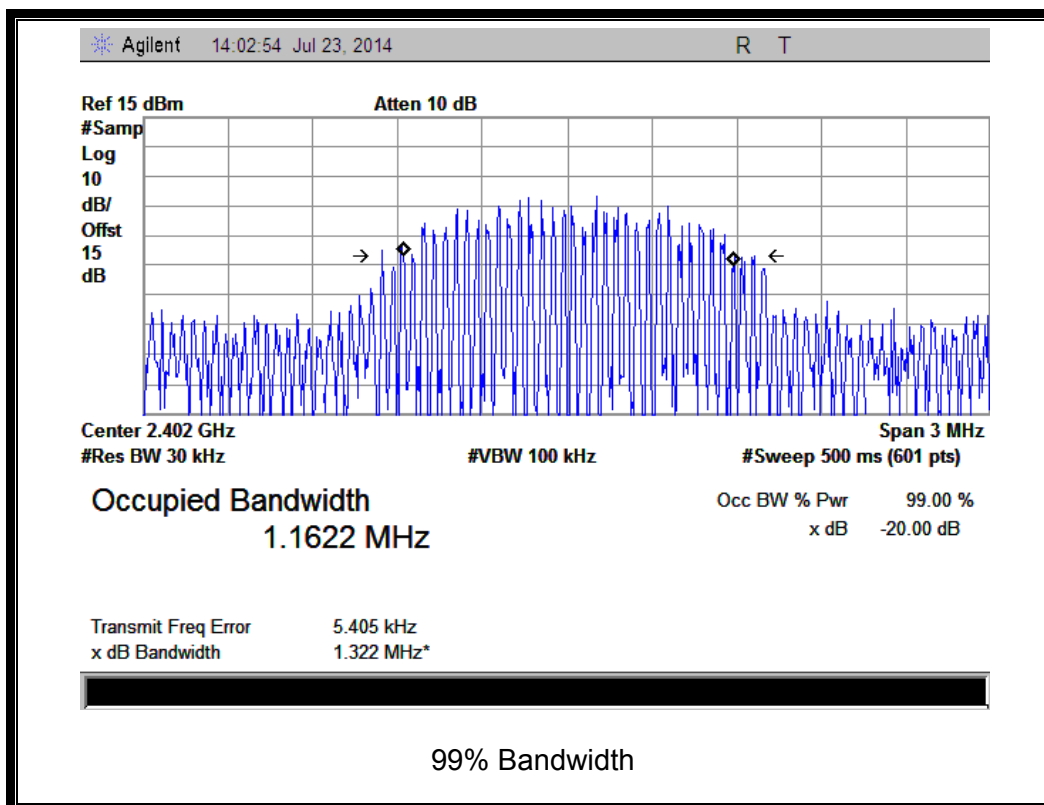 Agilent 14:02:54 Jul 23, 2014 R T
Ref 15 dBm Atten 10 dB
#Samp
Log
10
dB/
Offst
15
dB
Center 2.402 GHz Span 3 MHz
#Res BW 30 kHz #VBW 100 kHz #Sweep 500 ms (601 pts)
Occupied Bandwidth Occ BW % Pwr 99.00 %
1.1622 MHz x dB -20.00 dB
Transmit Freq Error 5.405 kHz
x dB Bandwidth 1.322 MHz*
99% Bandwidth